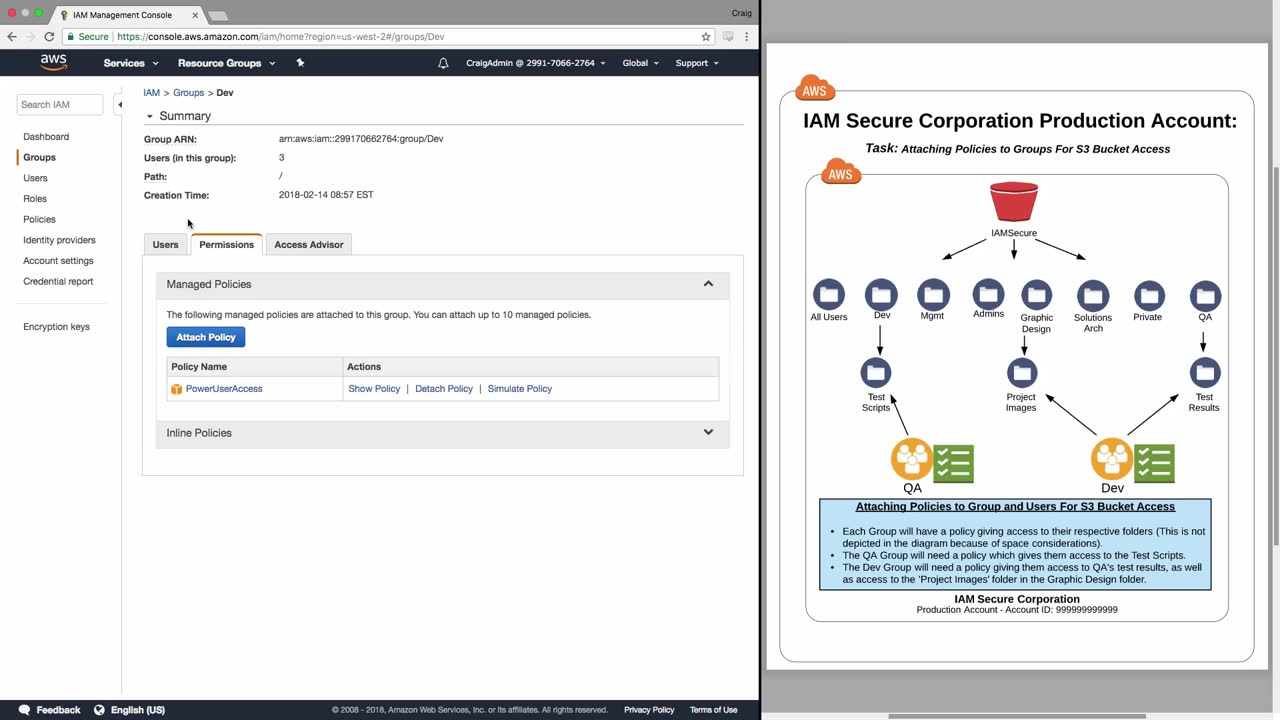 IAM Management Console
Craig
Secure | https://console.aws.amazon.com/iam/home?region=us-west-2#/groups/Dev
aws
Services
Resource Groups
CraigAdmin @ 2991-7066-2764
Global
Support
Search IAM
Dashboard
Groups
Users
Roles
Policies
Identity providers
Account settings
Credential report
Encryption keys
IAM > Groups > Dev
Summary
Group ARN: arn:aws:iam::299170662764:group/Dev
Users (in this group): 3
Path: /
Creation Time: 2018-02-14 08:57 EST
Users
Permissions
Access Advisor
Managed Policies
The following managed policies are attached to this group. You can attach up to 10 managed policies.
Attach Policy
Policy Name Actions
PowerUserAccess Show Policy | Detach Policy | Simulate Policy
Inline Policies
Feedback
English (US)
© 2008 - 2018, Amazon Web Services, Inc. or its affiliates. All rights reserved.
Privacy Policy
Terms of Use
AWS
IAM Secure Corporation Production Account:
Task: Attaching Policies to Groups For S3 Bucket Access
AWS
IAMSecure
All Users
Dev
Mgmt
Admins
Graphic
Design
Solutions
Arch
Private
QA
Test
Scripts
Project
Images
Test
Results
QA
Dev
Attaching Policies to Group and Users For S3 Bucket Access
• Each Group will have a policy giving access to their respective folders (This is not
depicted in the diagram because of space considerations).
• The QA Group will need a policy which gives them access to the Test Scripts.
• The Dev Group will need a policy giving them access to QA's test results, as well
as access to the 'Project Images' folder in the Graphic Design folder.
IAM Secure Corporation
Production Account - Account ID: 999999999999